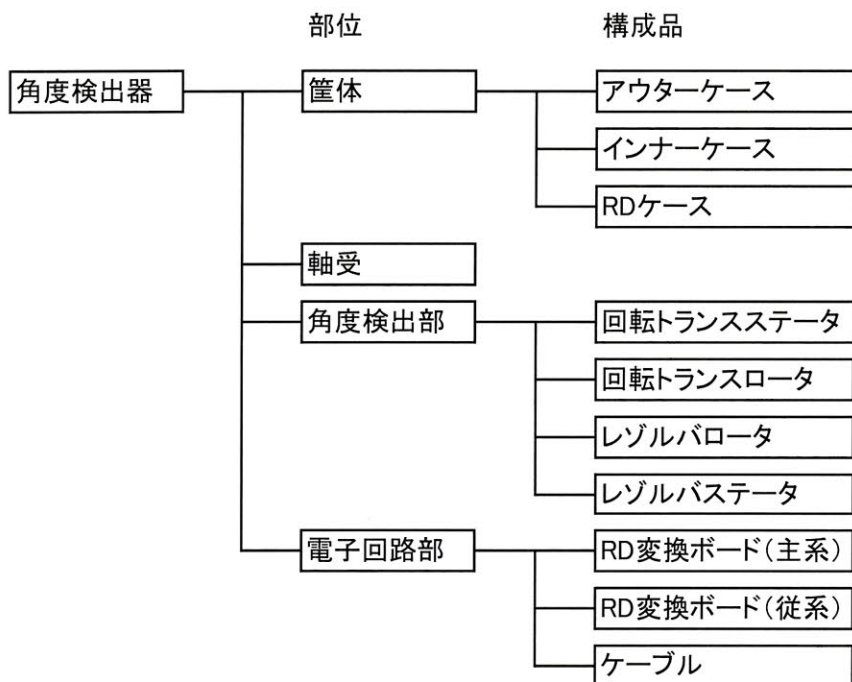 部位 構成品
角度検出器 筐体 アウターケース
インナーケース
RDケース
軸受
角度検出部 回転トランスステータ
回転トランスロータ
レゾルバロータ
レゾルバステータ
電子回路部 RD変換ボード(主系)
RD変換ボード(従系)
ケーブル